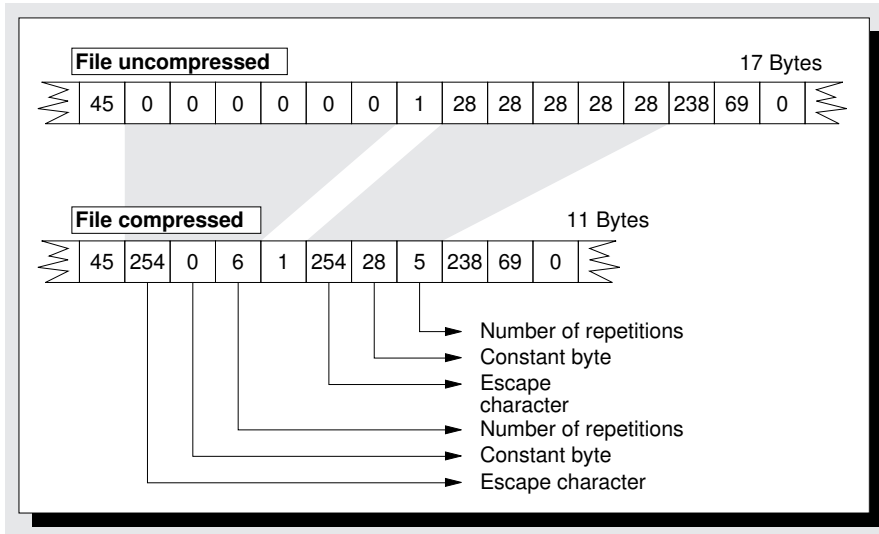 File uncompressed 17 Bytes
45 0 0 0 0 0 0 1 28 28 28 28 28 238 69 0
File compressed 11 Bytes
45 254 0 6 1 254 28 5 238 69 0
Number of repetitions
Constant byte
Escape
character
Number of repetitions
Constant byte
Escape character